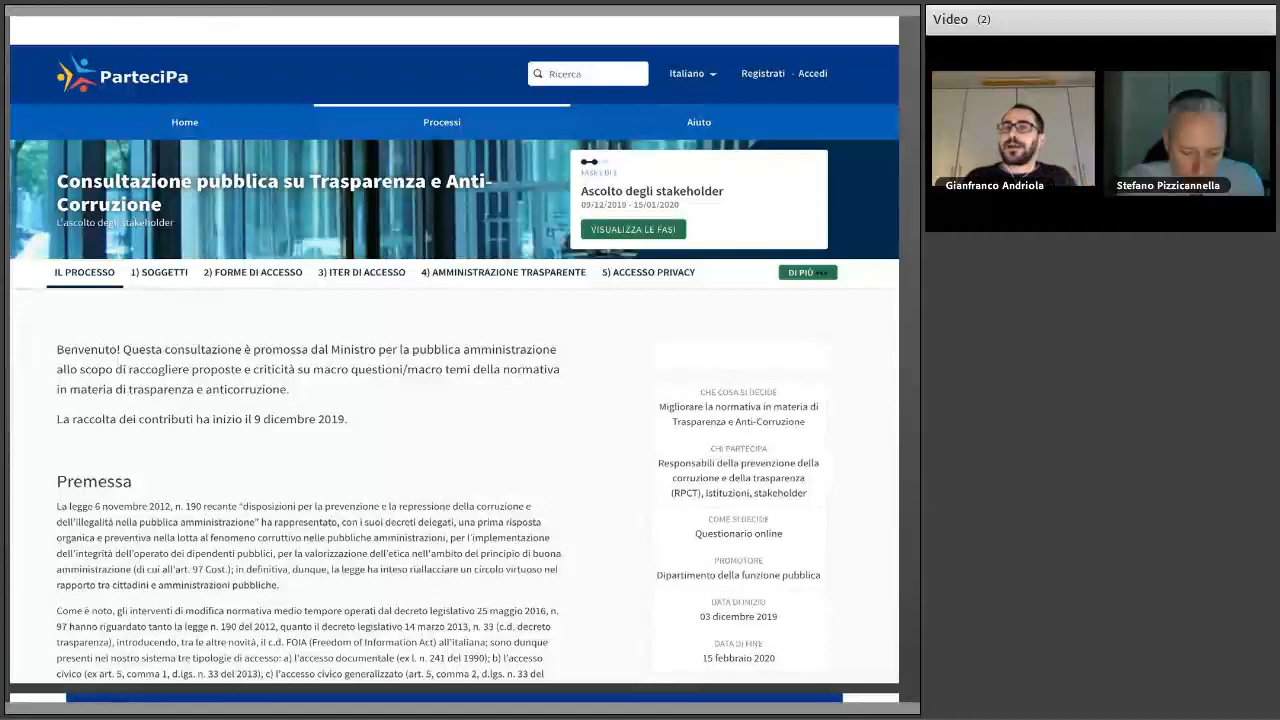 Video (2)
ParteciPa
Ricerca
Italiano
Registrati · Accedi
Home
Processi
Aiuto
Consultazione pubblica su Trasparenza e Anti-
Corruzione
L'ascolto degli stakeholder
Ascolto degli stakeholder
09/12/2019 - 15/01/2020
VISUALIZZA LE FASI
Gianfranco Andriola
Stefano Pizzicannella
IL PROCESSO
1) SOGGETTI
2) FORME DI ACCESSO
3) ITER DI ACCESSO
4) AMMINISTRAZIONE TRASPARENTE
5) ACCESSO PRIVACY
DI PIÙ
Benvenuto! Questa consultazione è promossa dal Ministro per la pubblica amministrazione
allo scopo di raccogliere proposte e criticità su macro questioni/macro temi della normativa
in materia di trasparenza e anticorruzione.
La raccolta dei contributi ha inizio il 9 dicembre 2019.
Premessa
La legge 6 novembre 2012, n. 190 recante “disposizioni per la prevenzione e la repressione della corruzione e
dell’illegalità nella pubblica amministrazione” ha rappresentato, con i suoi decreti delegati, una prima risposta
organica e preventiva nella lotta al fenomeno corruttivo nelle pubbliche amministrazioni, per l’implementazione
dell’integrità dell’operato dei dipendenti pubblici, per la valorizzazione dell’etica nell’ambito del principio di buona
amministrazione (di cui all’art. 97 Cost.); in definitiva, dunque, la legge ha inteso riallacciare un circolo virtuoso nel
rapporto tra cittadini e amministrazioni pubbliche.
Come è noto, gli interventi di modifica normativa medio tempore operati dal decreto legislativo 25 maggio 2016, n.
97 hanno riguardato tanto la legge n. 190 del 2012, quanto il decreto legislativo 14 marzo 2013, n. 33 (c.d. decreto
trasparenza), introducendo, tra le altre novità, il c.d. FOIA (Freedom of Information Act) all’italiana; sono dunque
presenti nel nostro sistema tre tipologie di accesso: a) l’accesso documentale (ex l. n. 241 del 1990); b) l’accesso
civico (ex art. 5, comma 1, d.lgs. n. 33 del 2013); c) l’accesso civico generalizzato (art. 5, comma 2, d.lgs. n. 33 del
CHE COSA SI DECIDE
Migliorare la normativa in materia di
Trasparenza e Anti-Corruzione
CHI PARTECIPA
Responsabili della prevenzione della
corruzione e della trasparenza
(RPCT), istituzioni, stakeholder
COME SI DECIDE
Questionario online
PROMOTORE
Dipartimento della funzione pubblica
DATA DI INIZIO
03 dicembre 2019
DATA DI FINE
15 febbraio 2020